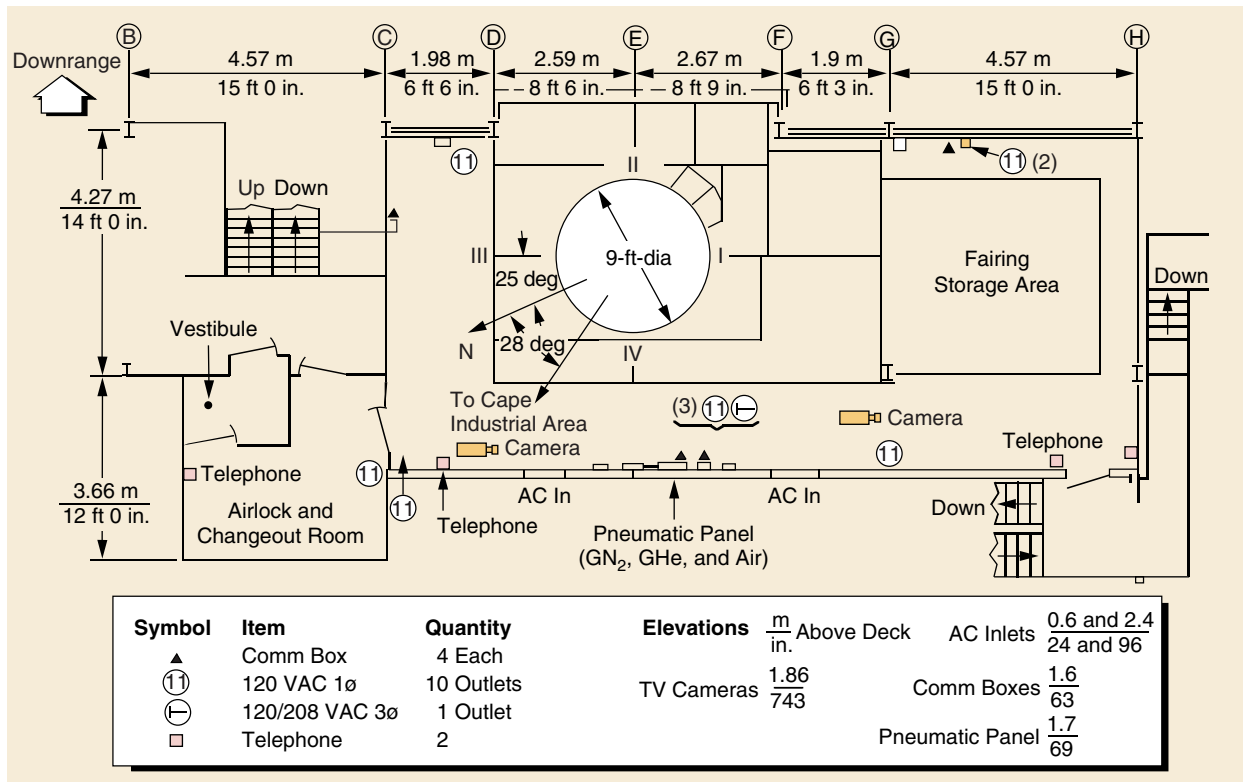 B C D E F G H
Downrange
4.57 m 1.98 m 2.59 m 2.67 m 1.9 m 4.57 m
15 ft 0 in. 6 ft 6 in. 8 ft 6 in. 8 ft 9 in. 6 ft 3 in. 15 ft 0 in.
11
11 (2)
II
4.27 m
14 ft 0 in.
Up Down
III
9-ft-dia
I
25 deg
Fairing
Storage Area
Down
Vestibule
N
28 deg
IV
To Cape
Industrial Area
(3) 11
Camera
Camera
Telephone
Telephone
11
11
11
3.66 m
12 ft 0 in.
Airlock and
Changeout Room
AC In
AC In
Telephone
Pneumatic Panel
(GN2, GHe, and Air)
Down
Symbol Item Quantity
Comm Box 4 Each
11 120 VAC 1ø 10 Outlets
120/208 VAC 3ø 1 Outlet
Telephone 2
Elevations m Above Deck
in.
TV Cameras 1.86
743
AC Inlets 0.6 and 2.4
24 and 96
Comm Boxes 1.6
63
Pneumatic Panel 1.7
69